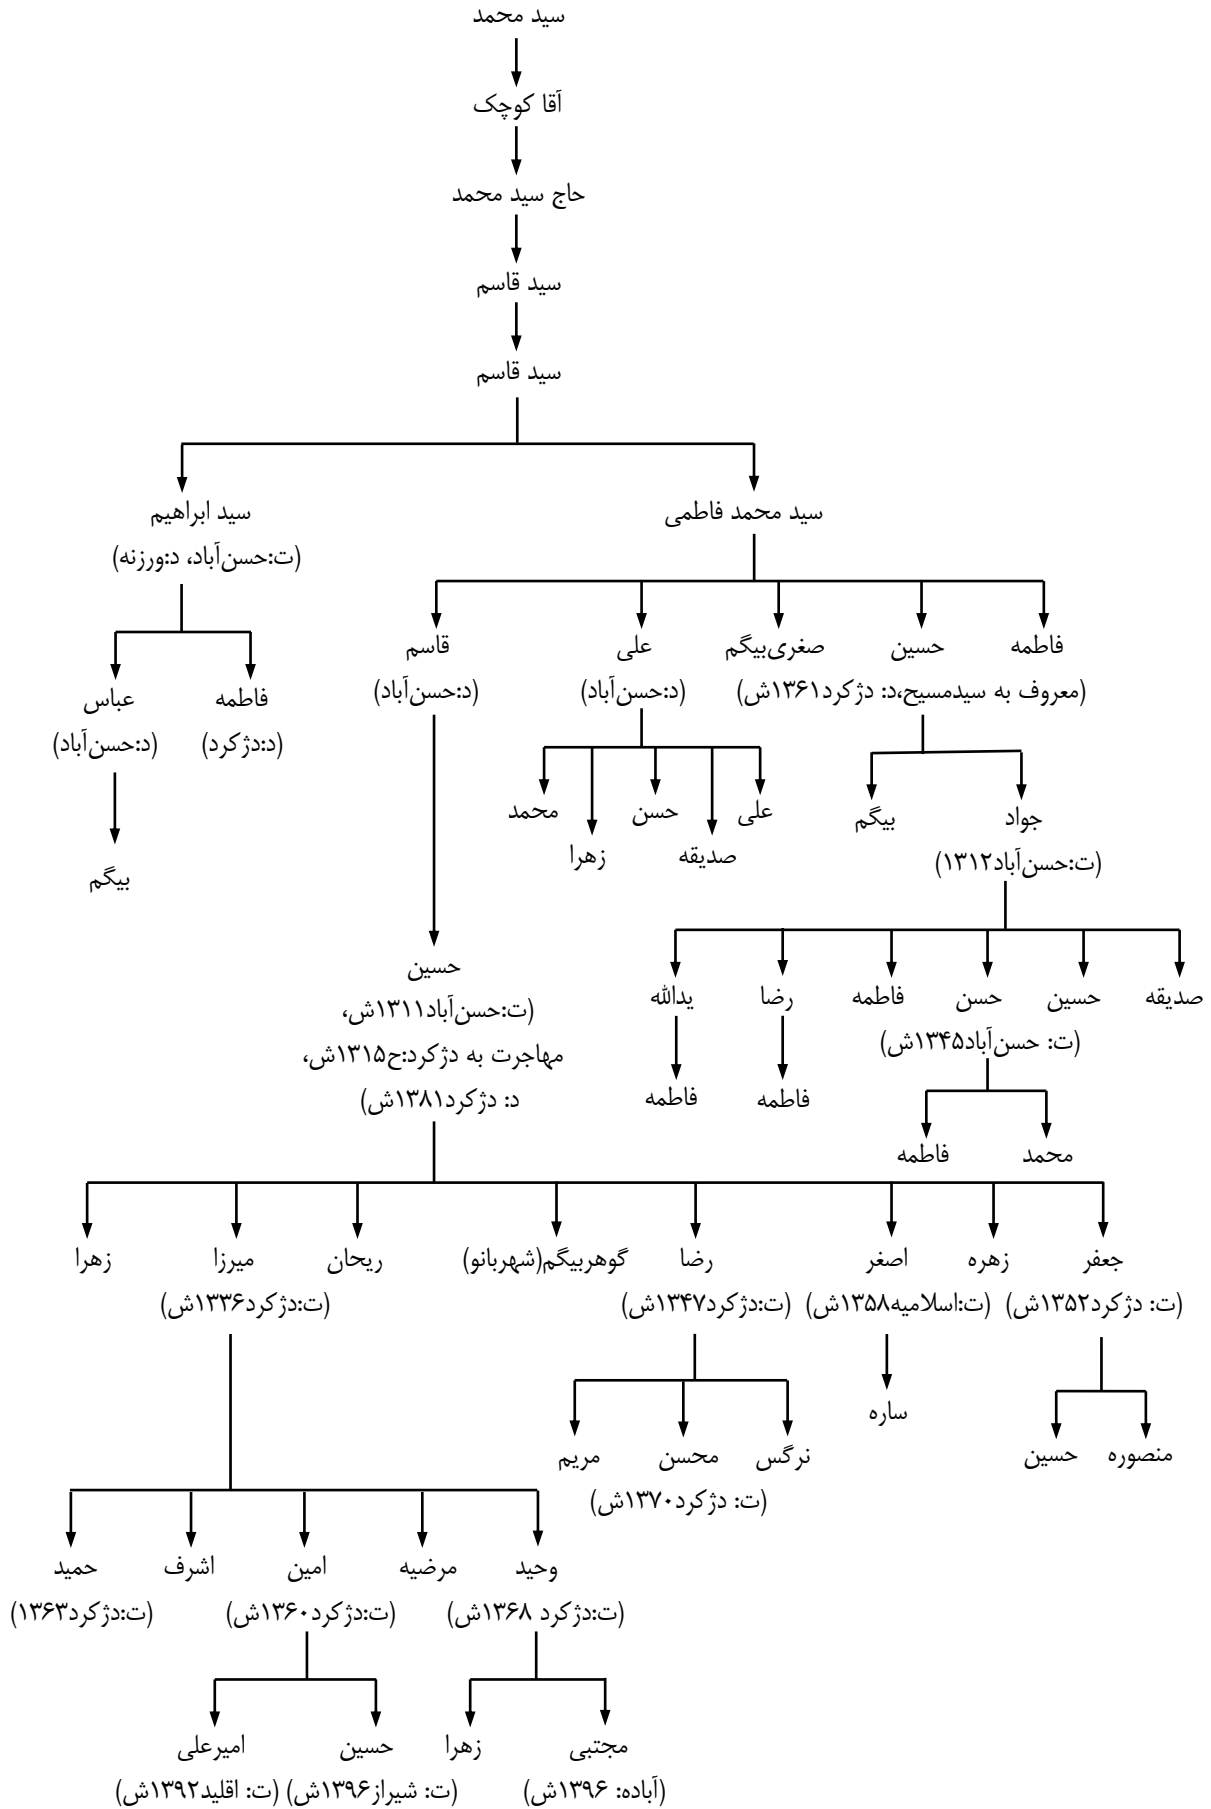 سید محمد
آقا کوچک
حاج سید محمد
سید قاسم
سید قاسم
سید محمد فاطمی
سید ابراهیم
(ت:حسن‌آباد، د:ورزنه)
فاطمه
حسین
صغری‌بیگم
علی
قاسم
(معروف به سیدمسیح،د: دژکرد۱۳۶۱ش)
(د:حسن‌آباد)
(د:حسن‌آباد)
فاطمه
عباس
(د:دژکرد)
(د:حسن‌آباد)
بیگم
جواد
بیگم
(ت:حسن‌آباد۱۳۱۲)
علی
حسن
محمد
صدیقه
زهرا
صدیقه
حسین
حسن
فاطمه
رضا
یدالله
(ت: حسن‌آباد۱۳۴۵ش)
فاطمه
فاطمه
محمد
فاطمه
حسین
(ت:حسن‌آباد۱۳۱۱ش،
مهاجرت به دژکرد:ح۱۳۱۵ش،
د: دژکرد۱۳۸۱ش)
جعفر
زهره
اصغر
رضا
گوهربیگم(شهربانو)
ریحان
میرزا
زهرا
(ت: دژکرد۱۳۵۲ش)
(ت:اسلامیه۱۳۵۸ش)
(ت:دژکرد۱۳۴۷ش)
(ت:دژکرد۱۳۳۶ش)
منصوره
حسین
ساره
نرگس
محسن
مریم
(ت: دژکرد۱۳۷۰ش)
وحید
مرضیه
امین
اشرف
حمید
(ت:دژکرد ۱۳۶۸ش)
(ت:دژکرد۱۳۶۰ش)
(ت:دژکرد۱۳۶۳)
مجتبی
زهرا
حسین
امیرعلی
(آباده: ۱۳۹۶ش)
(ت: شیراز۱۳۹۶ش)
(ت: اقلید۱۳۹۲ش)